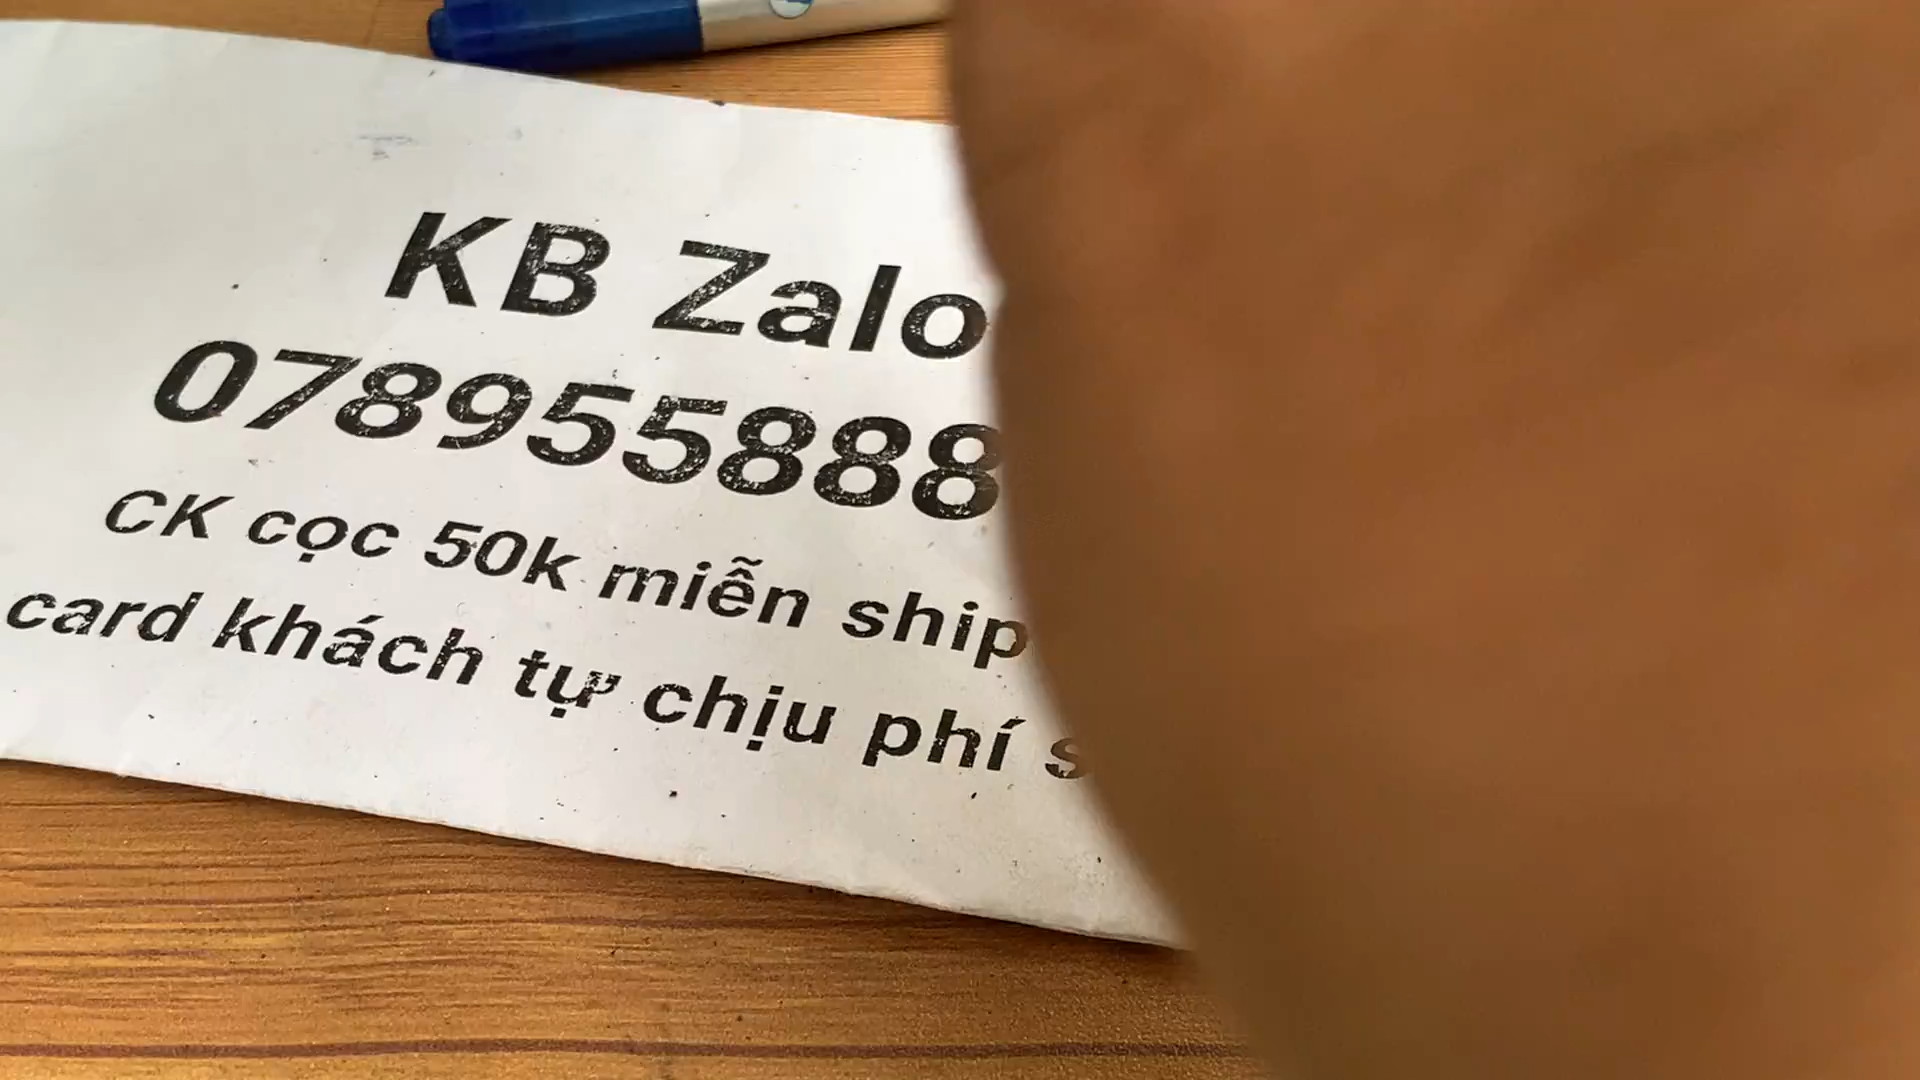 KB Zalo
078955888
CK cọc 50k miễn ship
card khách tự chịu phí